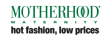 MOTHERHOOD
MATERNITY
hot fashion, low prices